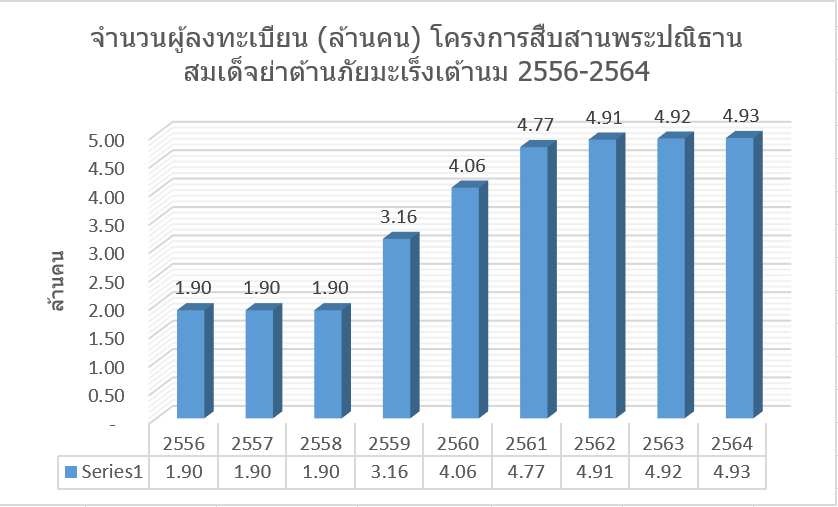 จำนวนผู้ลงทะเบียน (ล้านคน) โครงการสืบสานพระปณิธาน
สมเด็จย่าต้านภัยมะเร็งเต้านม 2556-2564
5.00
4.50
4.00
3.50
3.00
2.50
2.00
1.50
1.00
0.50
-
ล้านคน
1.90 1.90 1.90 3.16 4.06 4.77 4.91 4.92 4.93
2556 2557 2558 2559 2560 2561 2562 2563 2564
Series1 1.90 1.90 1.90 3.16 4.06 4.77 4.91 4.92 4.93